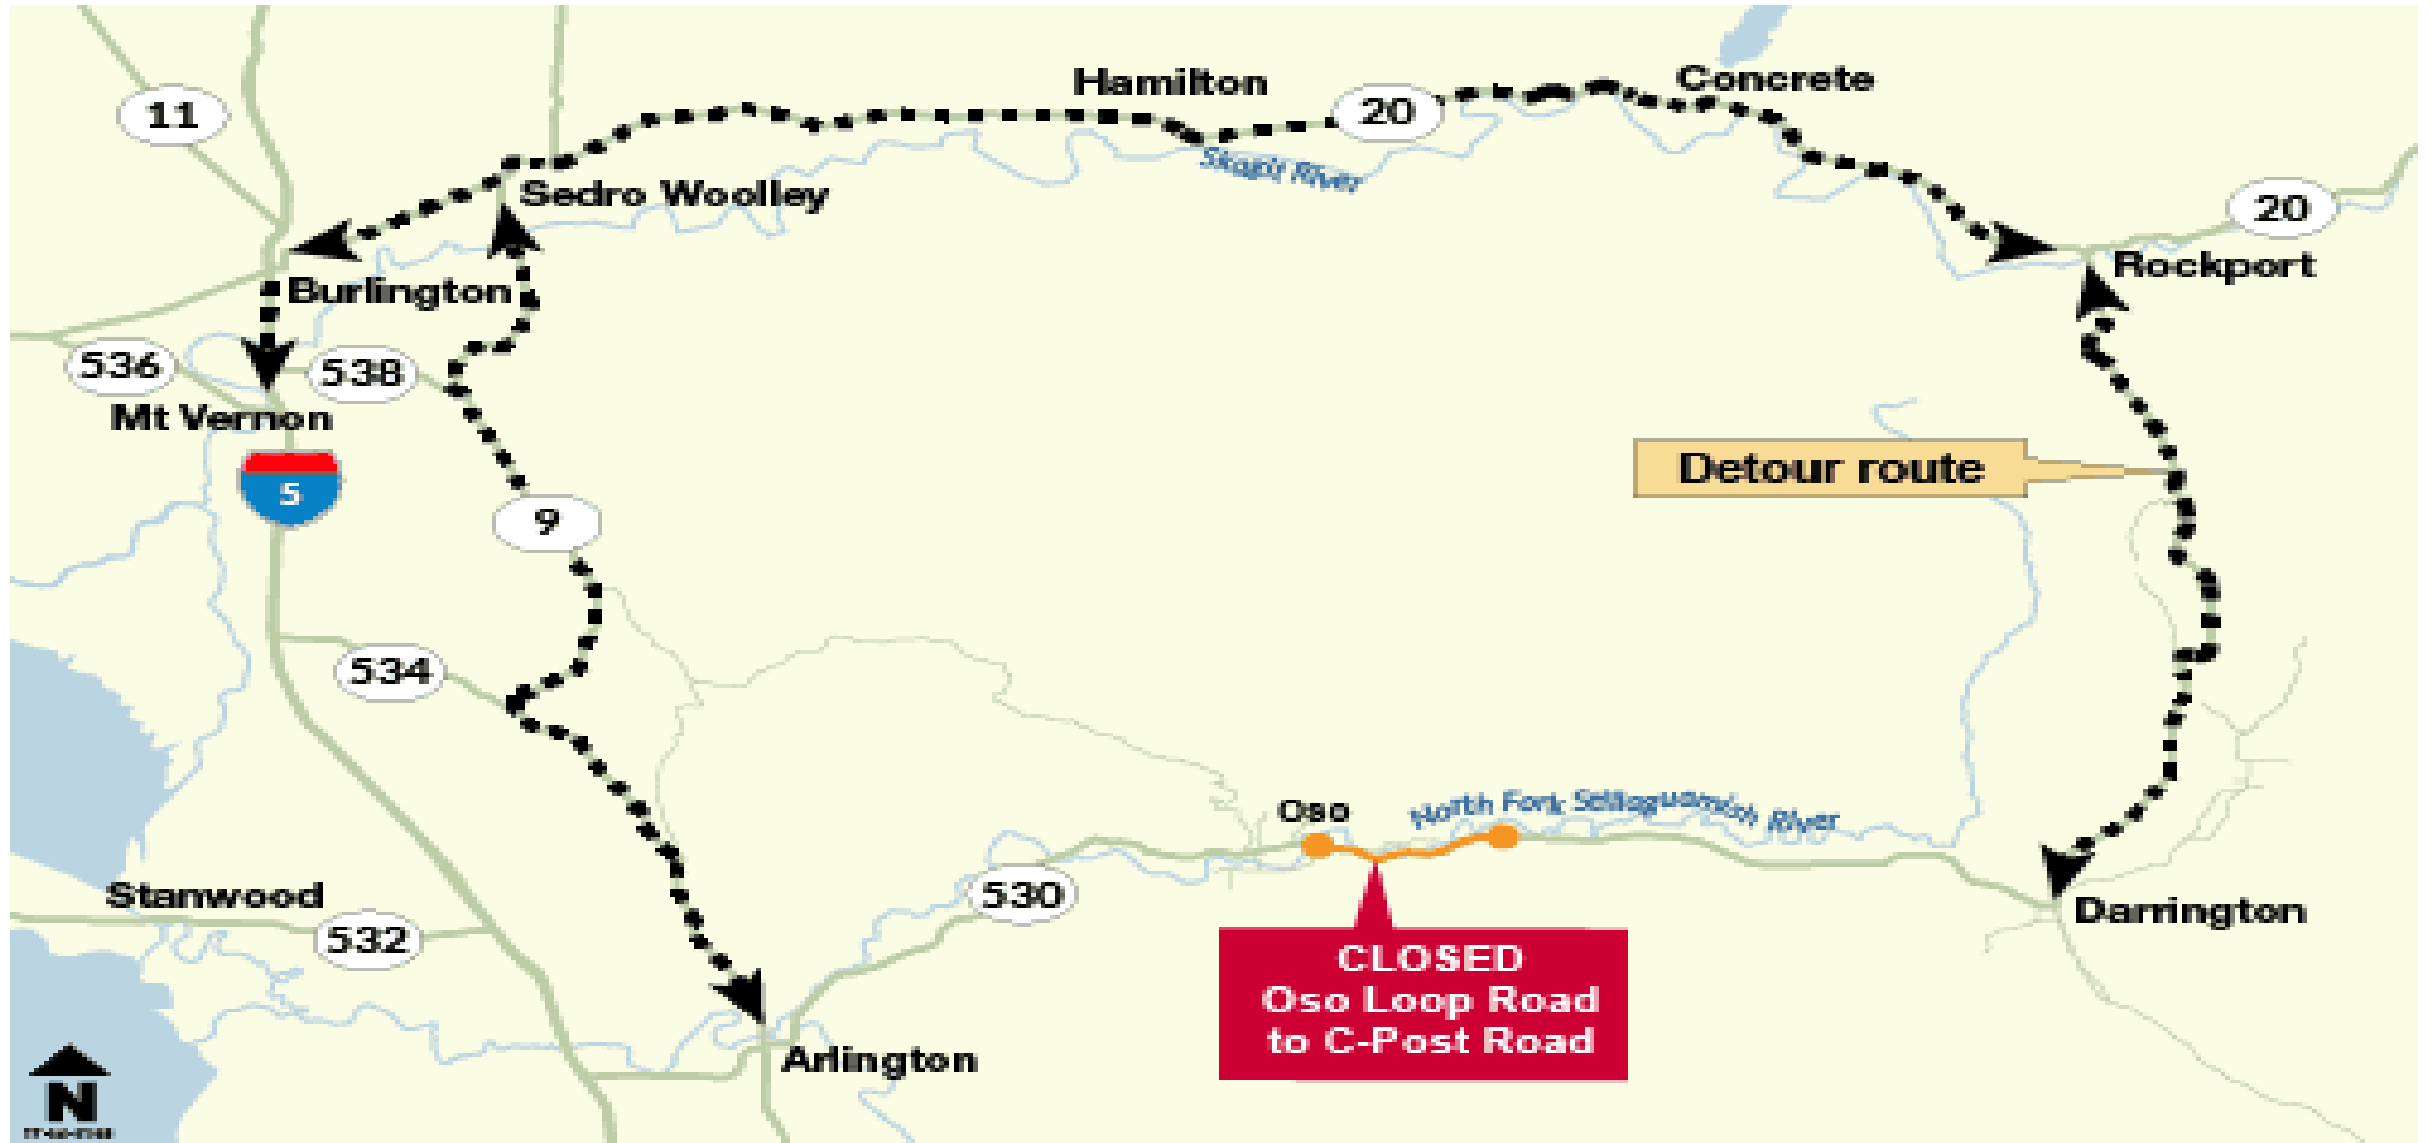 Hamilton
Concrete
11
20
Skagit River
Sedro Woolley
20
Rockport
Burlington
536
538
Mt Vernon
Detour route
5
9
534
Oso
North Fork
River
Stanwood
530
532
Darrington
CLOSED
Oso Loop Road
to C-Post Road
Arlington
N